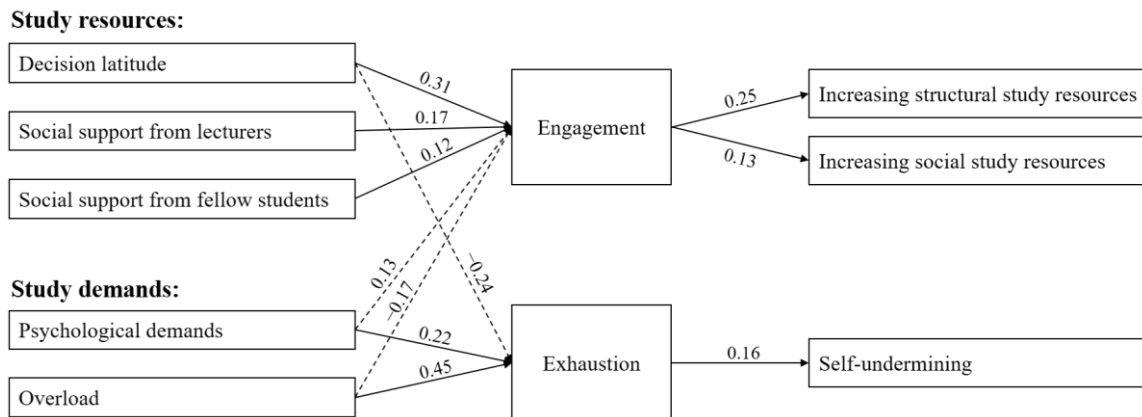 Study resources:
Decision latitude
Social support from lecturers
Social support from fellow students
0.31
0.17
0.12
Engagement
0.25
0.13
Increasing structural study resources
Increasing social study resources
0.13
−0.17
−0.24
Study demands:
Psychological demands
Overload
0.22
0.45
Exhaustion
0.16
Self-undermining